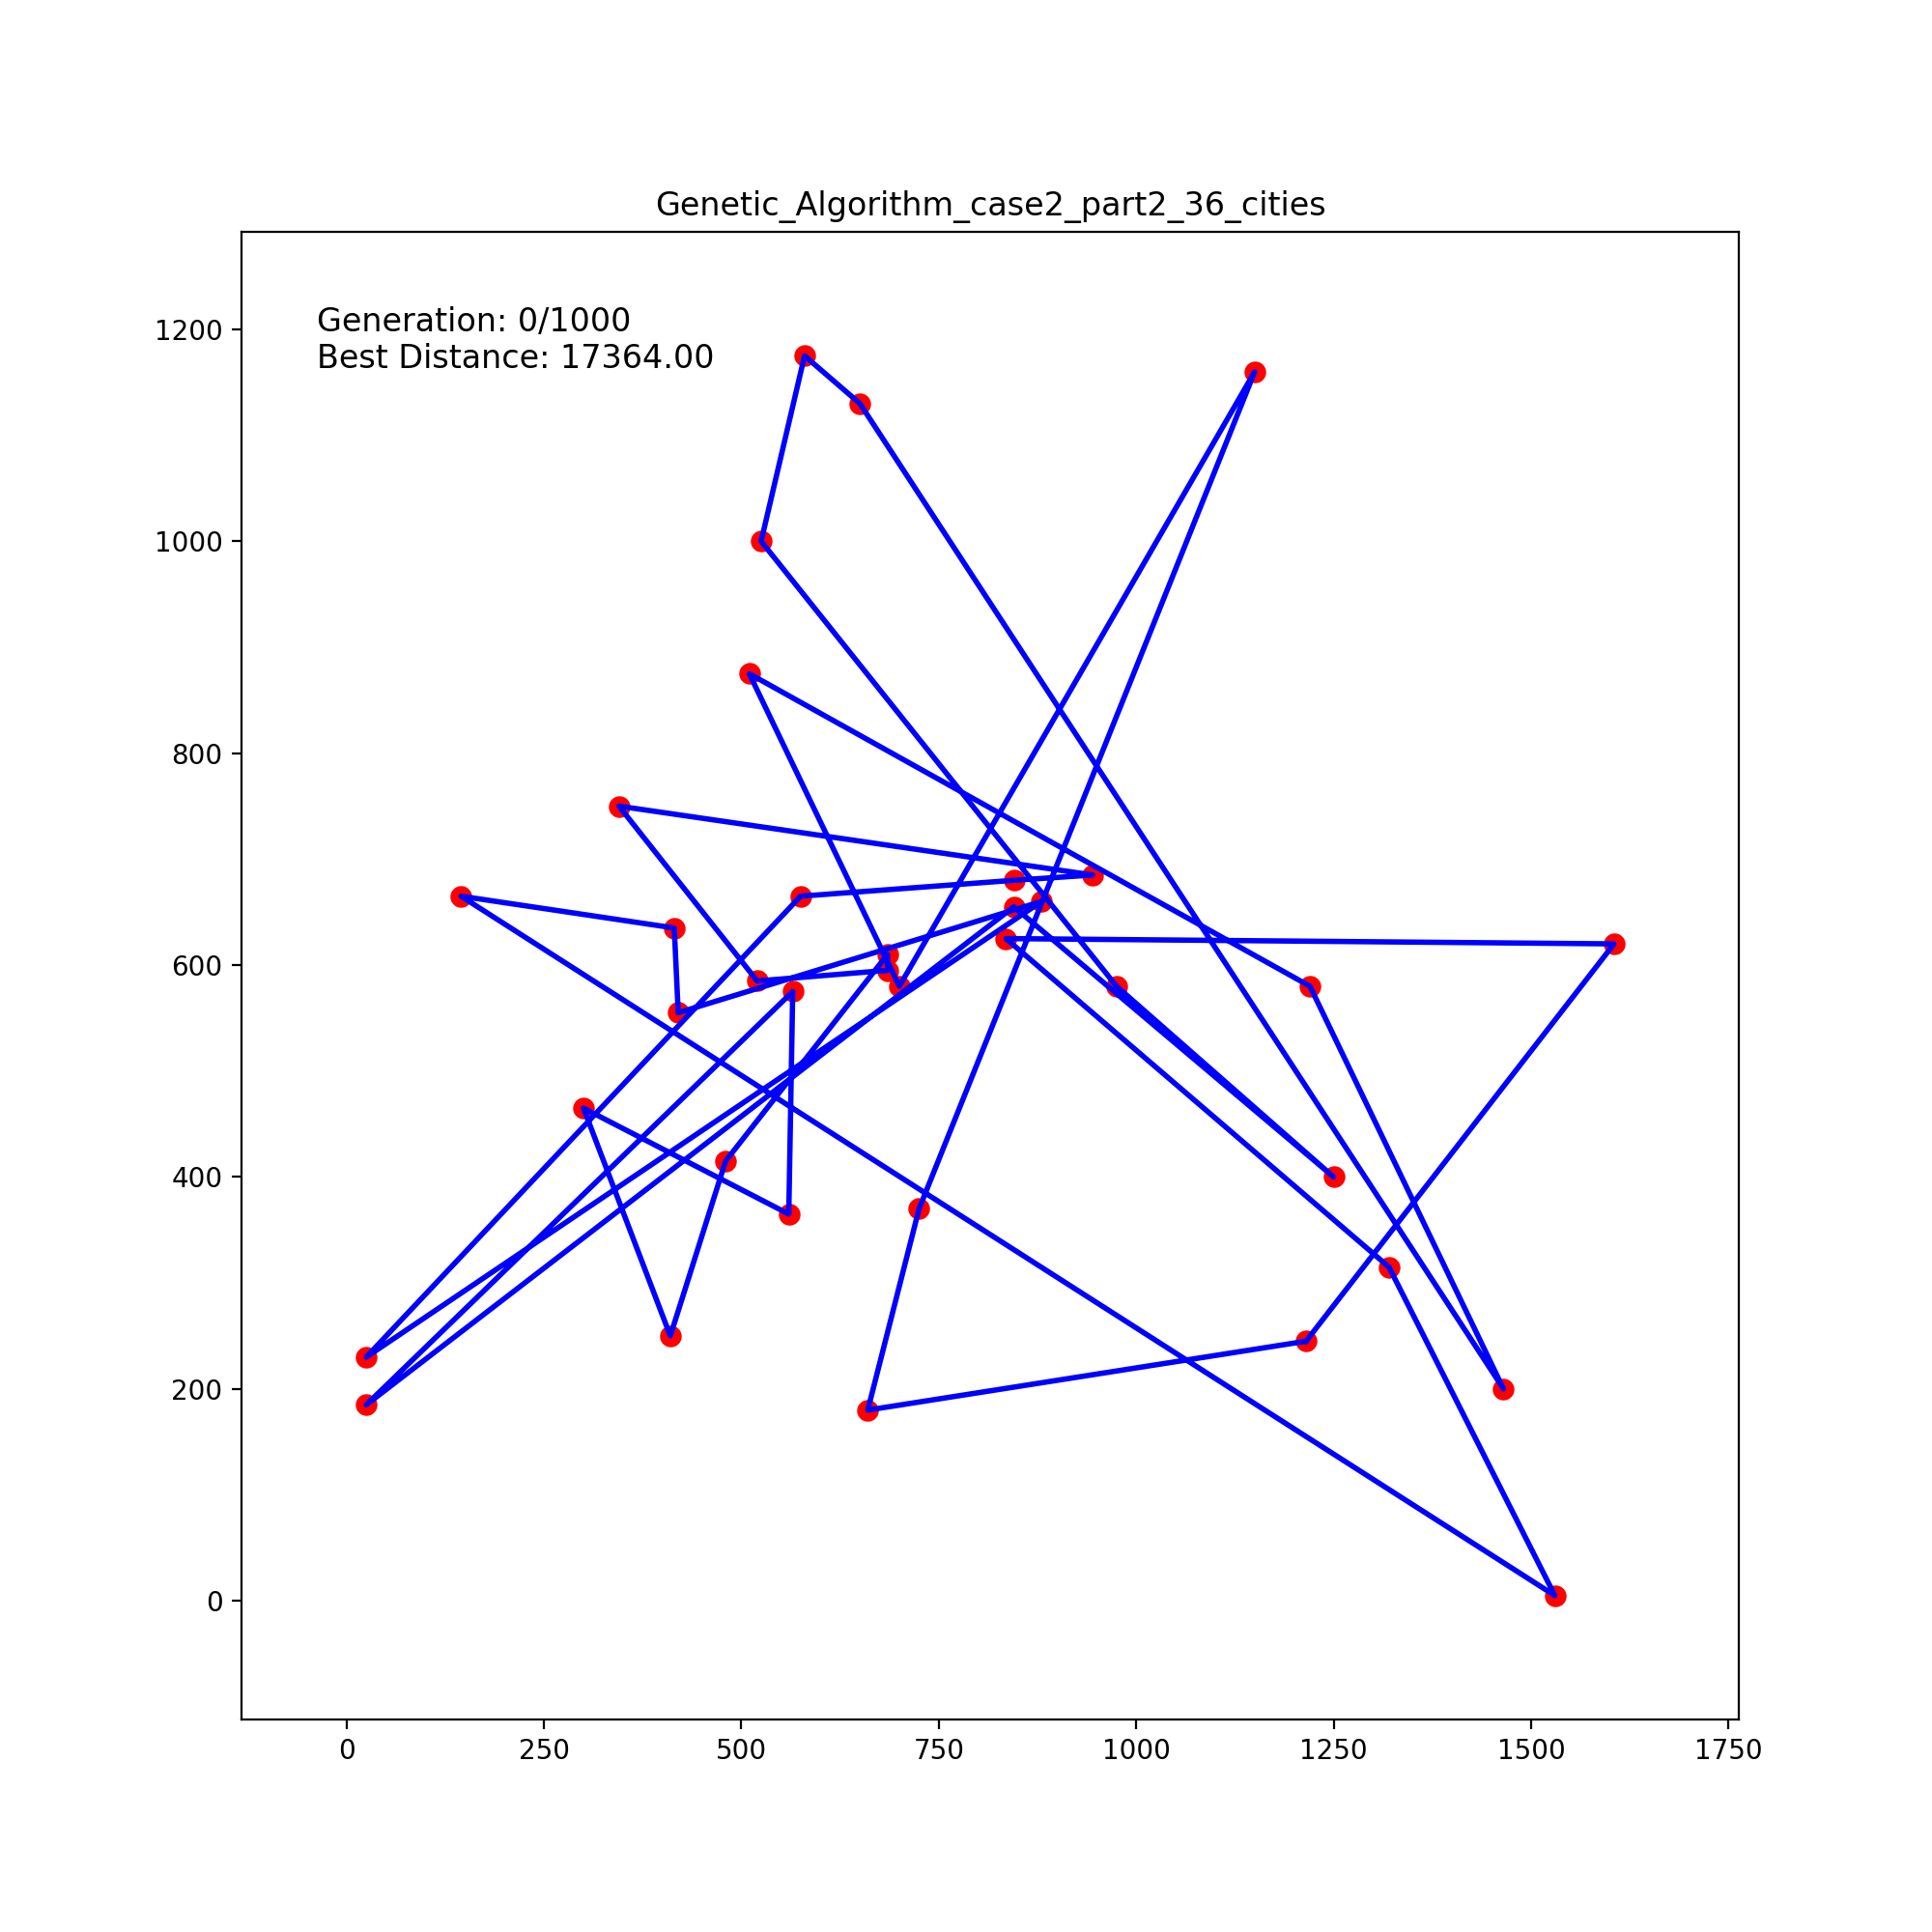 Genetic_Algorithm_case2_part2_36_cities
Generation: 0/1000
Best Distance: 17364.00
1200
1000
800
600
400
200
0
0 250 500 750 1000 1250 1500 1750